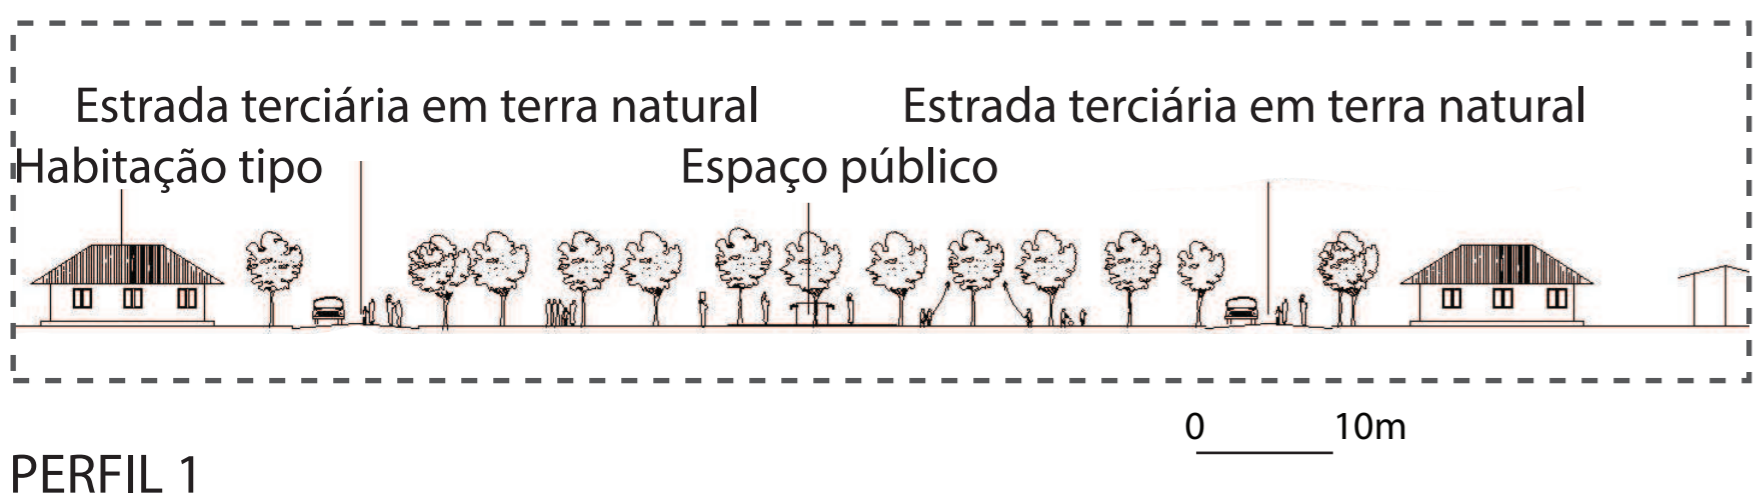 Estrada terciária em terra natural
Estrada terciária em terra natural
Habitação tipo
Espaço público
0
10m
PERFIL 1